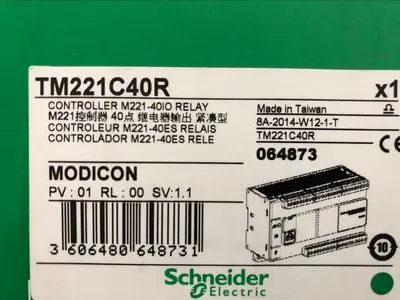 TM221C40R x1
CONTROLLER M221-40IO RELAY
M221控制器 40点 继电器输出 紧凑型
CONTROLEUR M221-40ES RELAIS
CONTROLADOR M221-40ES RELE
Made in Taiwan
8A-2014-W12-1-T
TM221C40R
064873
CE
MODICON
PV : 01 RL : 00 SV:1.1
3 606480 648731
10
Schneider
Electric